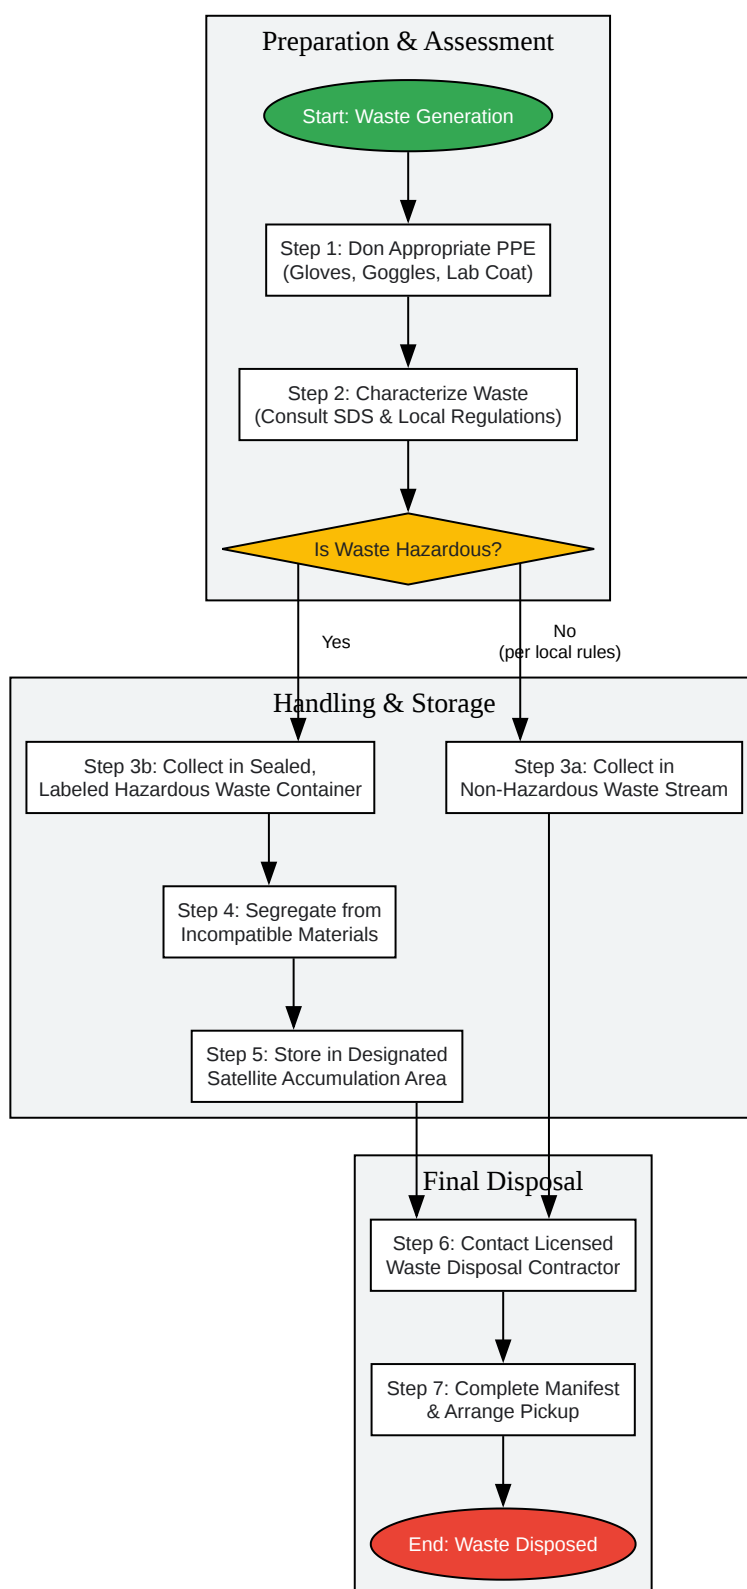 Preparation & Assessment
Start: Waste Generation
Step 1: Don Appropriate PPE
(Gloves, Goggles, Lab Coat)
Step 2: Characterize Waste
(Consult SDS & Local Regulations)
Is Waste Hazardous?
Yes
No
(per local rules)
Handling & Storage
Step 3b: Collect in Sealed,
Labeled Hazardous Waste Container
Step 3a: Collect in
Non-Hazardous Waste Stream
Step 4: Segregate from
Incompatible Materials
Step 5: Store in Designated
Satellite Accumulation Area
Final Disposal
Step 6: Contact Licensed
Waste Disposal Contractor
Step 7: Complete Manifest
& Arrange Pickup
End: Waste Disposed